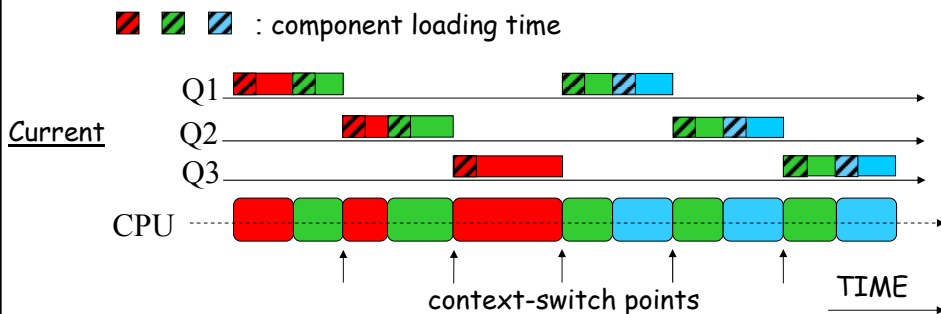 : component loading time
Q1
Current
Q2
Q3
CPU
context-switch points
TIME